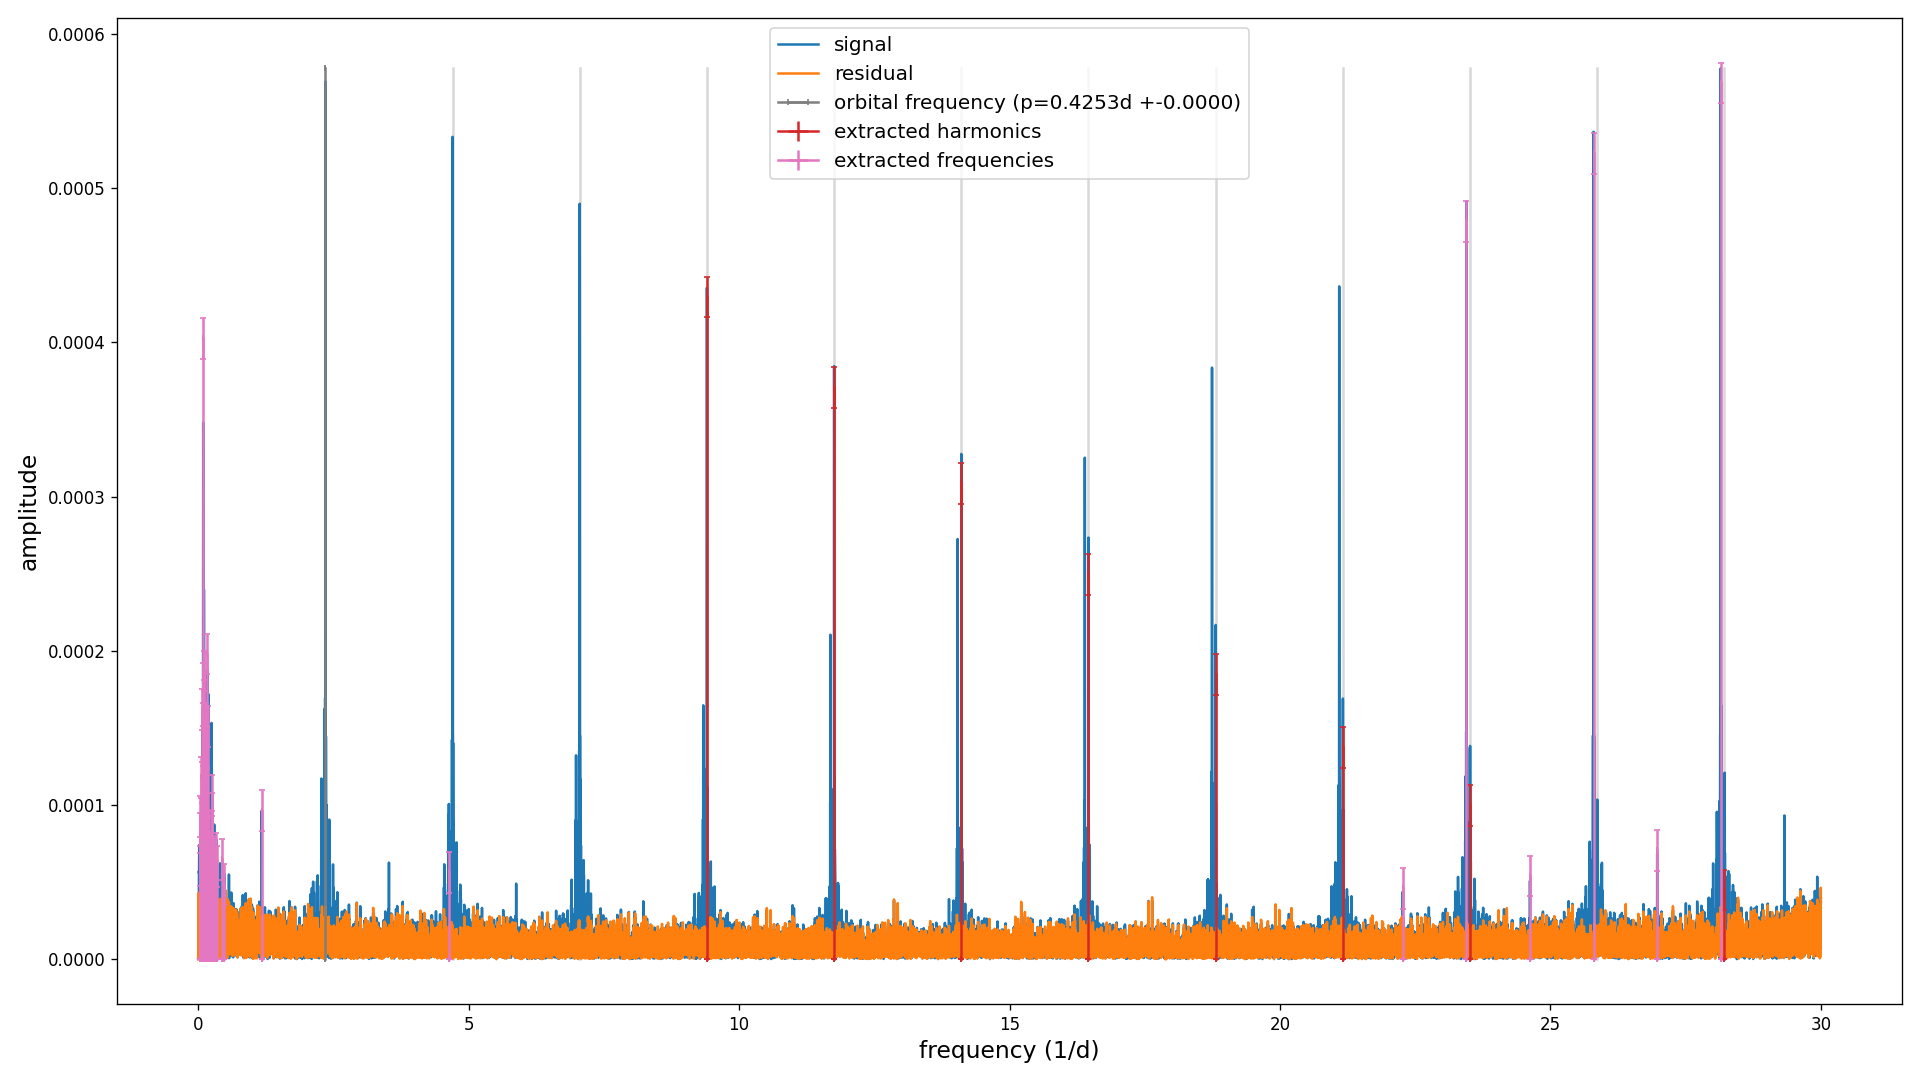 signal
residual
orbital frequency (p=0.4253d +-0.0000)
extracted harmonics
extracted frequencies
0.0006
0.0005
0.0004
0.0003
0.0002
0.0001
0.0000
amplitude
0 5 10 15 20 25 30
frequency (1/d)